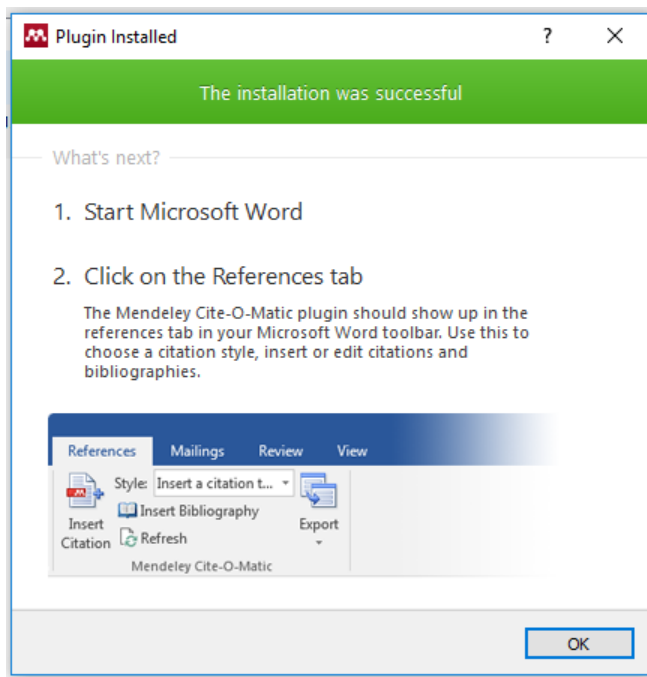 Plugin Installed
?
The installation was successful
What's next?
1. Start Microsoft Word
2. Click on the References tab
The Mendeley Cite-O-Matic plugin should show up in the
references tab in your Microsoft Word toolbar. Use this to
choose a citation style, insert or edit citations and
bibliographies.
References Mailings Review View
Style: Insert a citation t...
Insert Bibliography
Insert
Citation
Refresh
Export
Mendeley Cite-O-Matic
OK